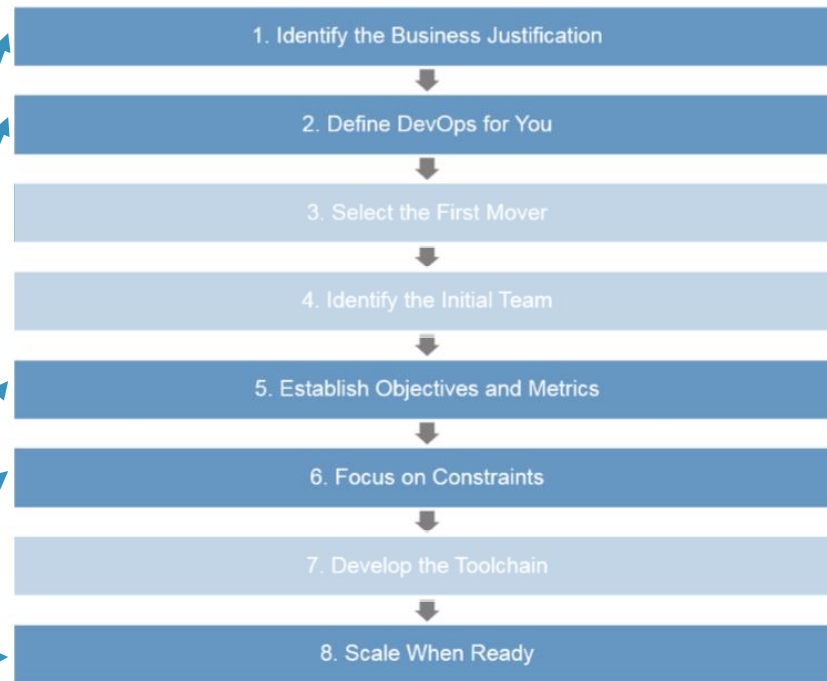 1. Identify the Business Justification
2. Define DevOps for You
3. Select the First Mover
4. Identify the Initial Team
5. Establish Objectives and Metrics
6. Focus on Constraints
7. Develop the Toolchain
8. Scale When Ready